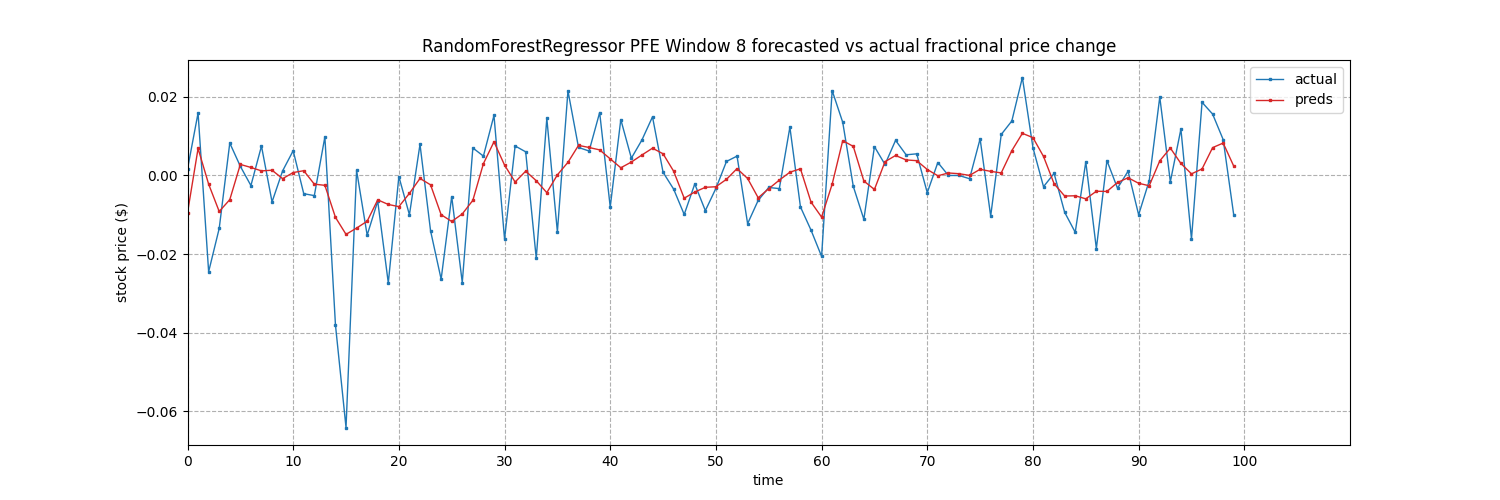 RandomForestRegressor PFE Window 8 forecasted vs actual fractional price change
actual
preds
0.02
0.00
−0.02
−0.04
−0.06
stock price ($)
0 10 20 30 40 50 60 70 80 90 100
time